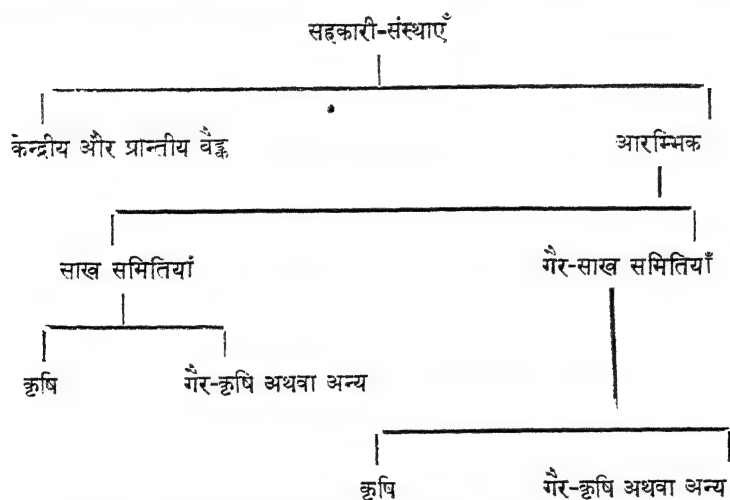 सहकारी-संस्थाएँ
केन्द्रीय और प्रान्तीय बैङ्क आरम्भिक
साख समितियां गैर-साख समितियाँ
कृषि गैर-कृषि अथवा अन्य
कृषि गैर-कृषि अथवा अन्य